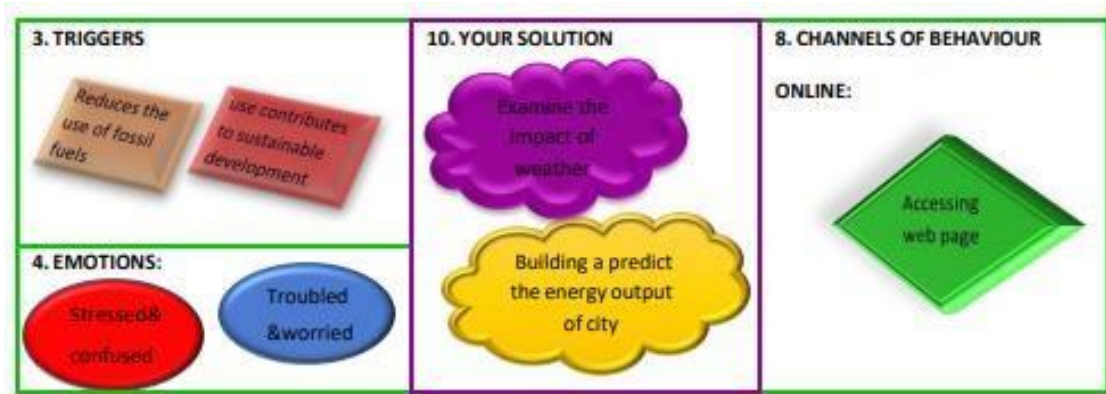 3. TRIGGERS
Reduces the
use of fossil
fuels
use contributes
to sustainable
development
4. EMOTIONS:
Stressed&
confused
Troubled
&worried
10. YOUR SOLUTION
Examine the
impact of
weather
Building a predict
the energy output
of city
8. CHANNELS OF BEHAVIOUR
ONLINE:
Accessing
web page